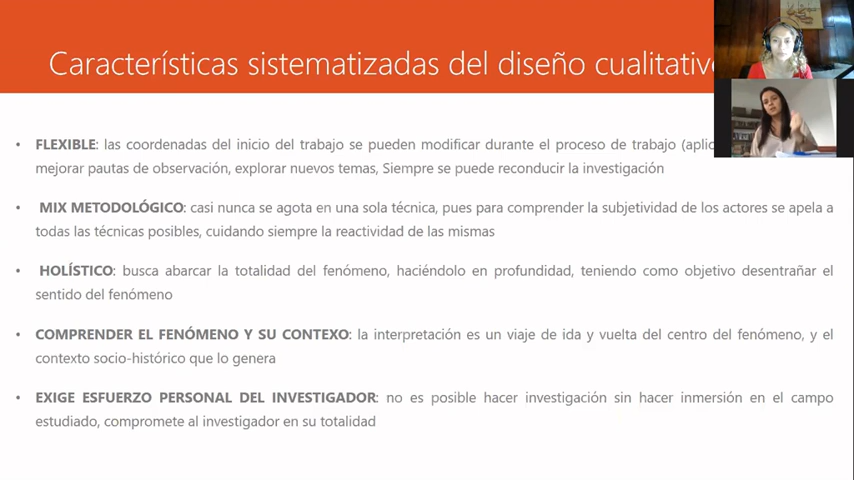 Características sistematizadas del diseño cualitativo
• FLEXIBLE: las coordenadas del inicio del trabajo se pueden modificar durante el proceso de trabajo
mejorar pautas de observación, explorar nuevos temas, Siempre se puede reconducir la investigación
• MIX METODOLÓGICO: casi nunca se agota en una sola técnica, pues para comprender la subjetividad de los actores se apela a
todas las técnicas posibles, cuidando siempre la reactividad de las mismas
• HOLÍSTICO: busca abarcar la totalidad del fenómeno, haciéndolo en profundidad, teniendo como objetivo desentrañar el
sentido del fenómeno
• COMPRENDER EL FENÓMENO Y SU CONTEXO: la interpretación es un viaje de ida y vuelta del centro del fenómeno, y el
contexto socio-histórico que lo genera
• EXIGE ESFUERZO PERSONAL DEL INVESTIGADOR: no es posible hacer investigación sin hacer inmersión en el campo
estudiado, compromete al investigador en su totalidad